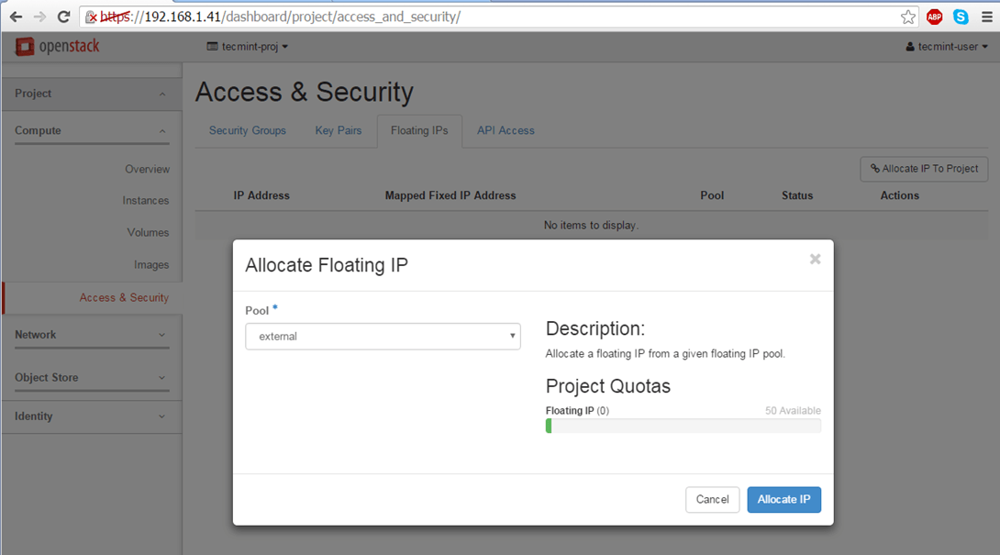 https://192.168.1.41/dashboard/project/access_and_security/
ABP
openstack
tecmint-proj
tecmint-user
Project
Compute
Overview
Instances
Volumes
Images
Access & Security
Network
Object Store
Identity
Access & Security
Security Groups Key Pairs Floating IPs API Access
Allocate IP To Project
IP Address Mapped Fixed IP Address Pool Status Actions
No items to display.
Allocate Floating IP
Pool *
external
Description:
Allocate a floating IP from a given floating IP pool.
Project Quotas
Floating IP (0) 50 Available
Cancel Allocate IP